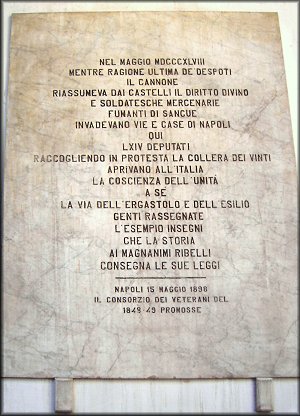 NEL MAGGIO MDCCCXLVIII
MENTRE RAGIONE ULTIMA DE DESPOTI
IL CANNONE
RIASSUMEVA DAI CASTELLI IL DIRITTO DIVINO
E SOLDATESCHE MERCENARIE
FUMANTI DI SANGUE
INVADEVANO VIE E CASE DI NAPOLI
QUI
LXIV DEPUTATI
RACCOGLIENDO IN PROTESTA LA COLLERA DEI VINTI
APRIVANO ALL'ITALIA
LA COSCIENZA DELL'UNITÀ
A SE
LA VIA DELL'ERGASTOLO E DELL'ESILIO
GENTI RASSEGNATE
L'ESEMPIO INSEGNI
CHE LA STORIA
AI MAGNANIMI RIBELLI
CONSEGNA LE SUE LEGGI
NAPOLI 15 MAGGIO 1898
IL CONSORZIO DEI VETERANI DEL
1848-49 PROMOSSE